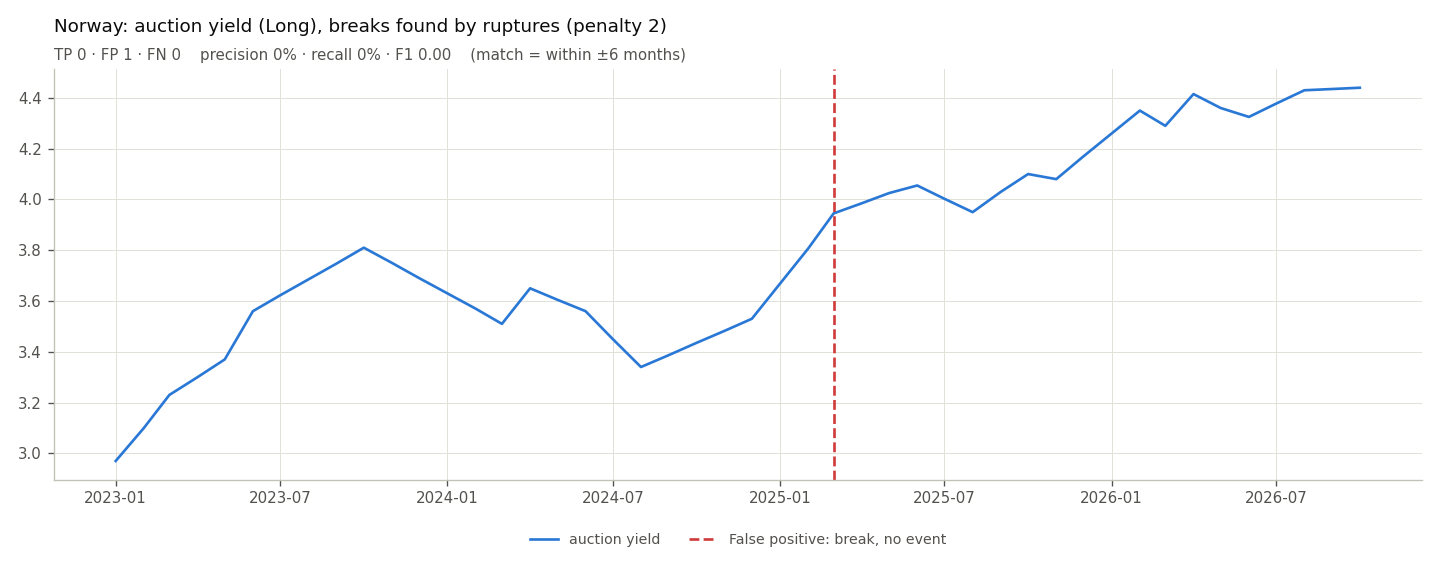 Norway: auction yield (Long), breaks found by ruptures (penalty 2)
TP 0 · FP 1 · FN 0    precision 0% · recall 0% · F1 0.00    (match = within ±6 months)
4.4
4.2
4.0
3.8
3.6
3.4
3.2
3.0
2023-01 2023-07 2024-01 2024-07 2025-01 2025-07 2026-01 2026-07
auction yield False positive: break, no event